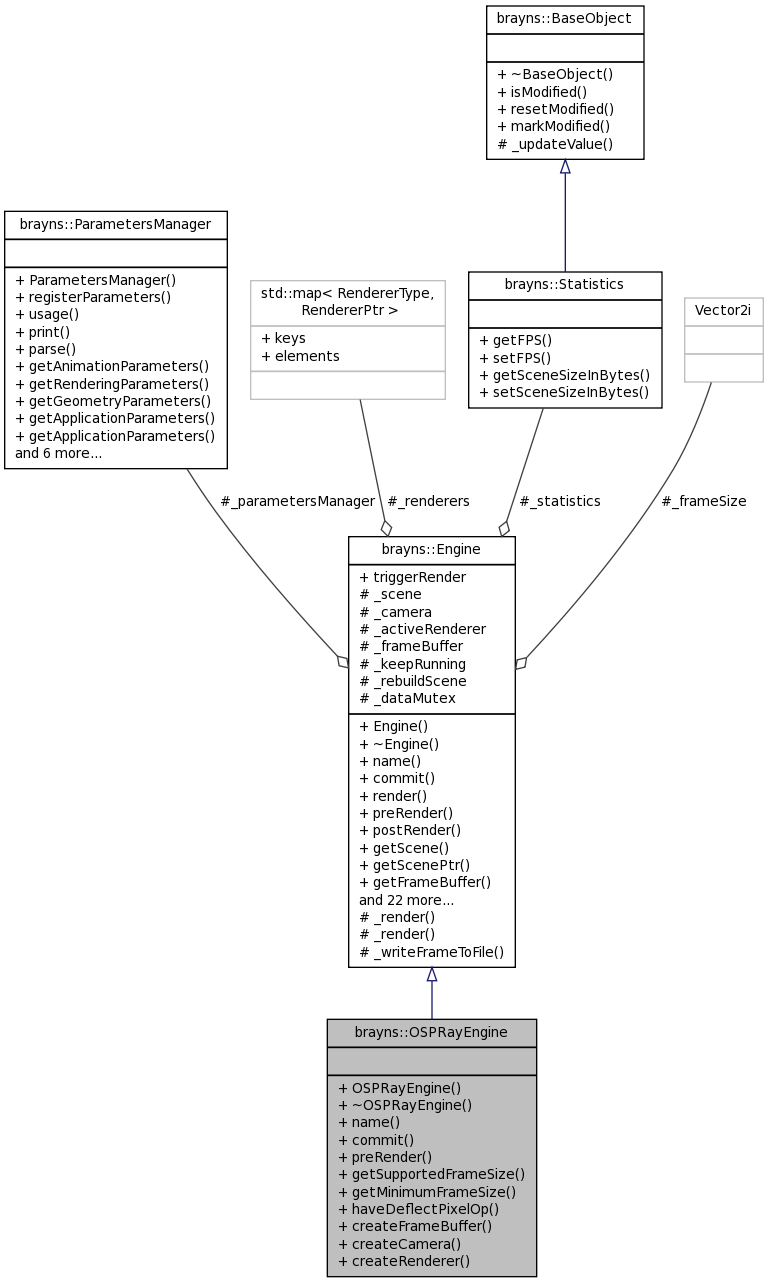 brayns::BaseObject
+ ~BaseObject()
+ isModified()
+ resetModified()
+ markModified()
# _updateValue()
brayns::ParametersManager
+ ParametersManager()
+ registerParameters()
+ usage()
+ print()
+ parse()
+ getAnimationParameters()
+ getRenderingParameters()
+ getGeometryParameters()
+ getApplicationParameters()
+ getApplicationParameters()
and 6 more...
std::map< RendererType,
RendererPtr >
+ keys
+ elements
brayns::Statistics
+ getFPS()
+ setFPS()
+ getSceneSizeInBytes()
+ setSceneSizeInBytes()
Vector2i
#_parametersManager
#_renderers
#_statistics
#_frameSize
brayns::Engine
+ triggerRender
# _scene
# _camera
# _activeRenderer
# _frameBuffer
# _keepRunning
# _rebuildScene
# _dataMutex
+ Engine()
+ ~Engine()
+ name()
+ commit()
+ render()
+ preRender()
+ postRender()
+ getScene()
+ getScenePtr()
+ getFrameBuffer()
and 22 more...
# _render()
# _render()
# _writeFrameToFile()
brayns::OSPRayEngine
+ OSPRayEngine()
+ ~OSPRayEngine()
+ name()
+ commit()
+ preRender()
+ getSupportedFrameSize()
+ getMinimumFrameSize()
+ haveDeflectPixelOp()
+ createFrameBuffer()
+ createCamera()
+ createRenderer()